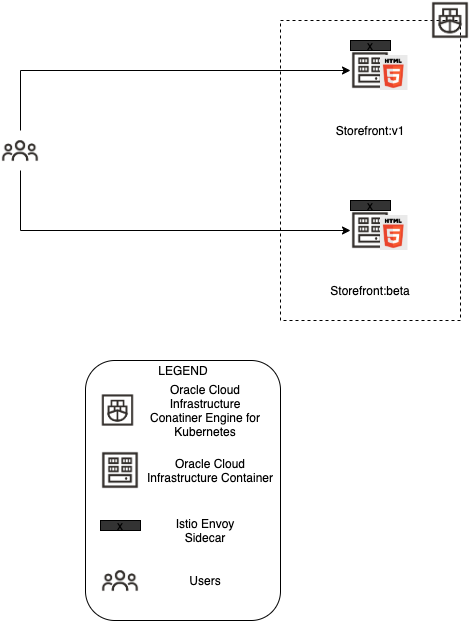 x
HTML
5
Storefront:v1
x
HTML
5
Storefront:beta
LEGEND
Oracle Cloud
Infrastructure
Conatiner Engine for
Kubernetes
Oracle Cloud
Infrastructure Container
x
Istio Envoy
Sidecar
Users